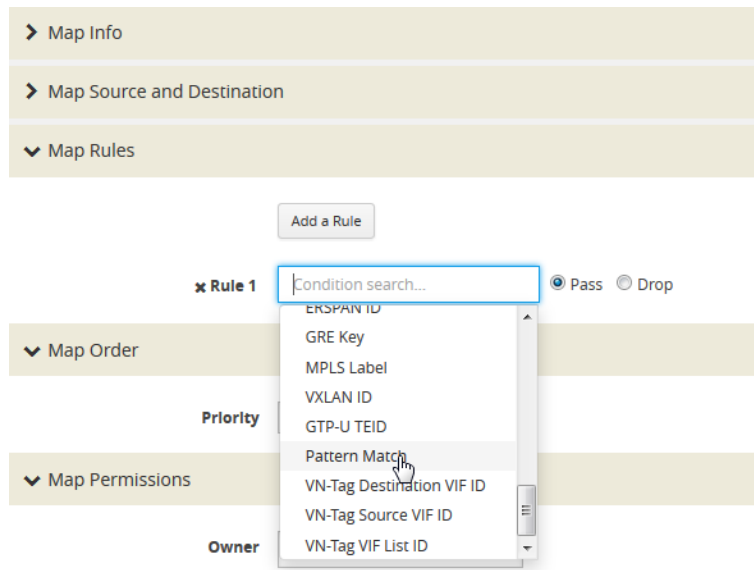 Map Info
Map Source and Destination
Map Rules
Add a Rule
Rule 1 Condition search... Pass Drop
ERSPAN ID
GRE Key
Map Order
MPLS Label
VXLAN ID
Priority GTP-U TEID
Pattern Match
Map Permissions VN-Tag Destination VIF ID
VN-Tag Source VIF ID
Owner VN-Tag VIF List ID